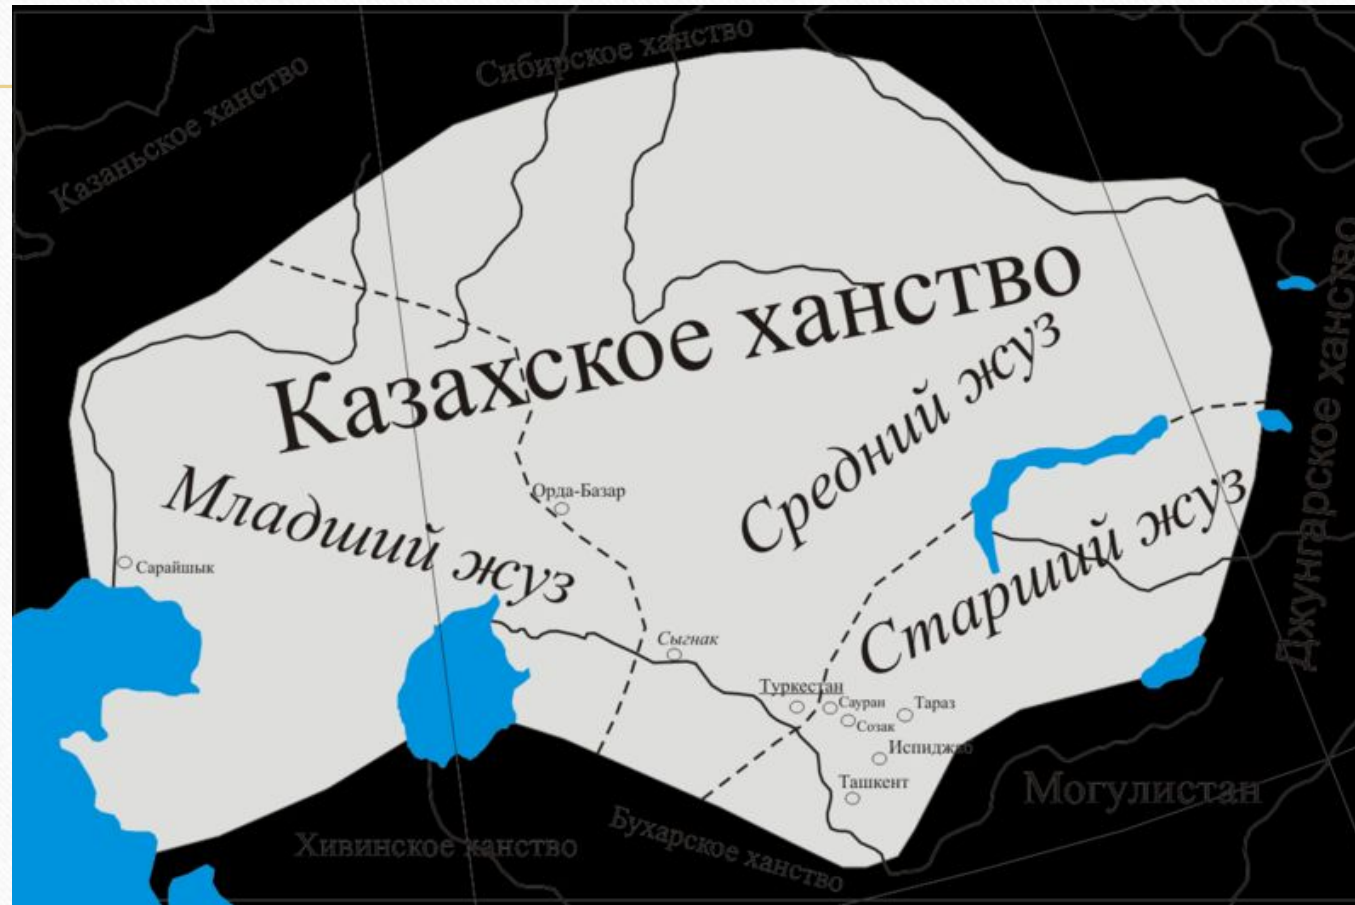 Сибирское ханство
Казаньское ханство
Казахское ханство
Джунгарское ханство
Средний жуз
Младший жуз
Старший жуз
Орда-Базар
Сарайшык
Сыгнак
Туркестан
Сауран
Тараз
Созак
Испиджаб
Ташкент
Могулистан
Бухарское ханство
Хивинское ханство